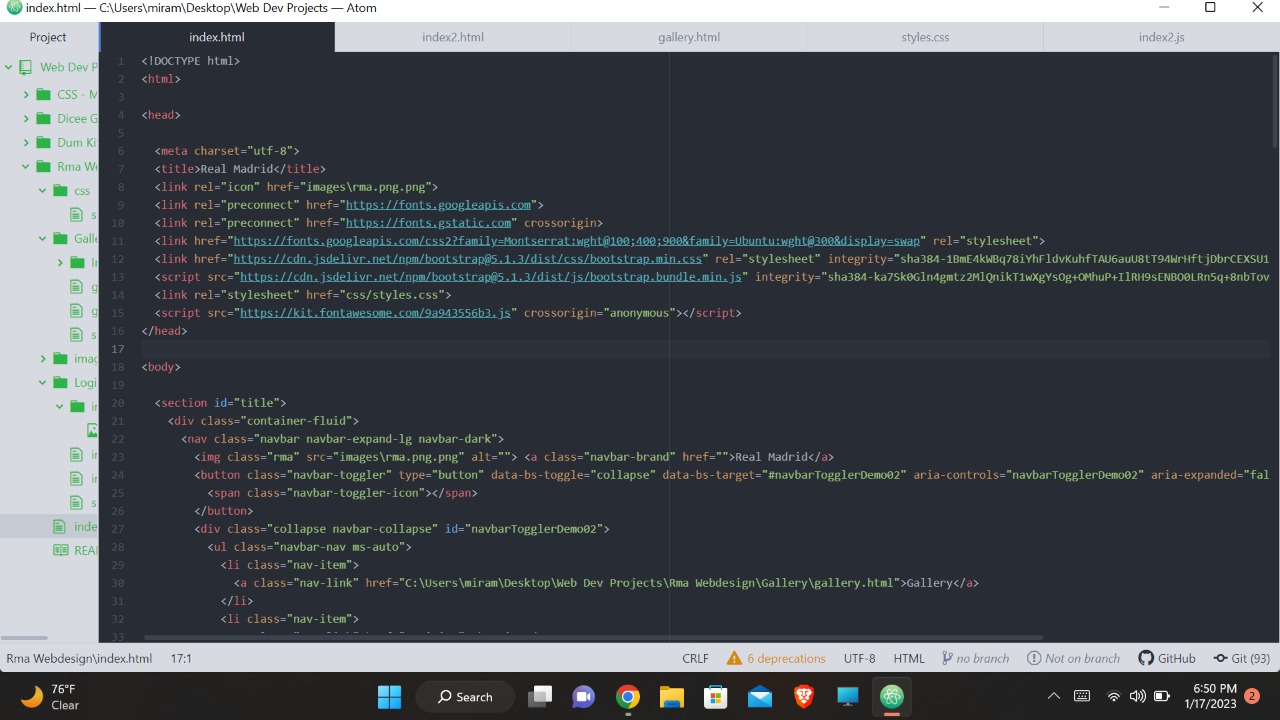 index.html — C:\Users\miram\Desktop\Web Dev Projects — Atom
Project
index.html
index2.html
gallery.html
styles.css
index2.js
Web Dev P
CSS - M
Dicee G
Dum Ki
Rma We
css
s
Galle
Ir
g
g
s
imag
Logi
ir
ir
ir
s
inde
REA
1 <!DOCTYPE html>
2 <html>
3
4 <head>
5
6 <meta charset="utf-8">
7 <title>Real Madrid</title>
8 <link rel="icon" href="images\rma.png.png">
9 <link rel="preconnect" href="https://fonts.googleapis.com">
10 <link rel="preconnect" href="https://fonts.gstatic.com" crossorigin>
11 <link href="https://fonts.googleapis.com/css2?family=Montserrat:wght@100;400;900&family=Ubuntu:wght@300&display=swap" rel="stylesheet">
12 <link href="https://cdn.jsdelivr.net/npm/bootstrap@5.1.3/dist/css/bootstrap.min.css" rel="stylesheet" integrity="sha384-1BmE4kWBq78iYhFldvKuhfTAU6auU8tT94WrHftjDbrCEXSU1
13 <script src="https://cdn.jsdelivr.net/npm/bootstrap@5.1.3/dist/js/bootstrap.bundle.min.js" integrity="sha384-ka7Sk0Gln4gmtz2MlQnikT1wXgYsOg+OMhuP+IlRH9sENBO0LRn5q+8nbTov
14 <link rel="stylesheet" href="css/styles.css">
15 <script src="https://kit.fontawesome.com/9a943556b3.js" crossorigin="anonymous"></script>
16 </head>
17
18 <body>
19
20 <section id="title">
21 <div class="container-fluid">
22 <nav class="navbar navbar-expand-lg navbar-dark">
23 <img class="rma" src="images\rma.png.png" alt=""> <a class="navbar-brand" href="">Real Madrid</a>
24 <button class="navbar-toggler" type="button" data-bs-toggle="collapse" data-bs-target="#navbarTogglerDemo02" aria-controls="navbarTogglerDemo02" aria-expanded="fal
25 <span class="navbar-toggler-icon"></span>
26 </button>
27 <div class="collapse navbar-collapse" id="navbarTogglerDemo02">
28 <ul class="navbar-nav ms-auto">
29 <li class="nav-item">
30 <a class="nav-link" href="C:\Users\miram\Desktop\Web Dev Projects\Rma Webdesign\Gallery\gallery.html">Gallery</a>
31 </li>
32 <li class="nav-item">
33
Rma Webdesign\index.html 17:1
CRLF 6 deprecations UTF-8 HTML no branch Not on branch GitHub Git (93)
76°F
Clear
Search
6:50 PM
1/17/2023
2